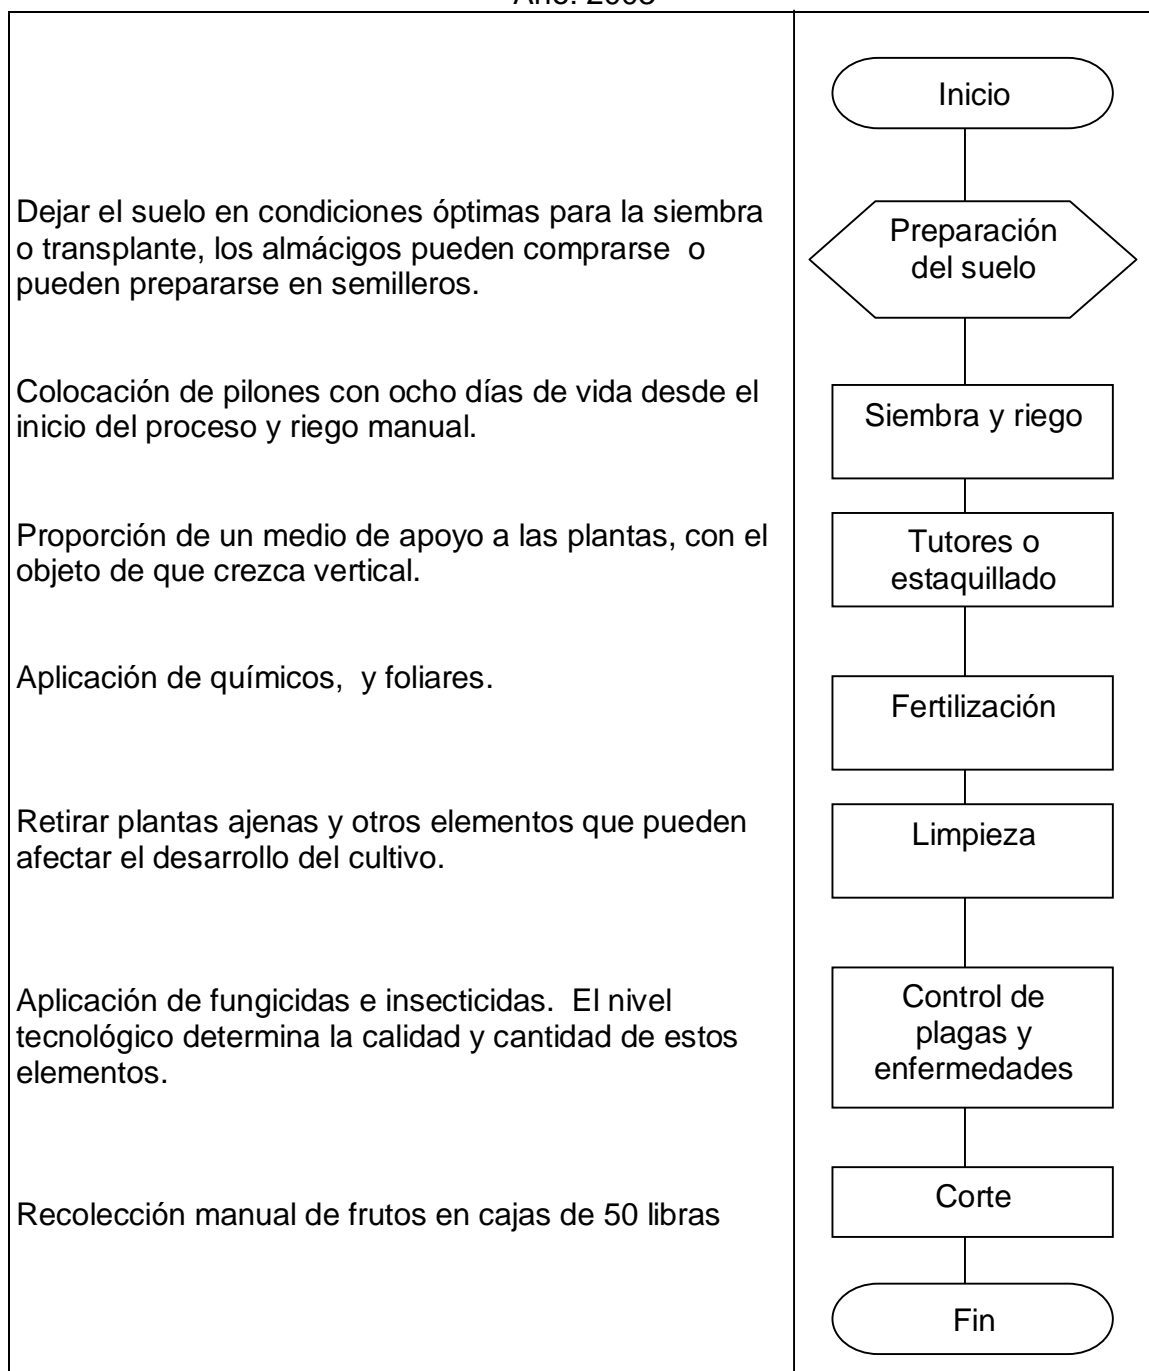 Inicio
Dejar el suelo en condiciones óptimas para la siembra
o transplante, los almácigos pueden comprarse  o
pueden prepararse en semilleros.
Preparación
del suelo
Colocación de pilones con ocho días de vida desde el
inicio del proceso y riego manual.
Siembra y riego
Proporción de un medio de apoyo a las plantas, con el
objeto de que crezca vertical.
Tutores o
estaquillado
Aplicación de químicos,  y foliares.
Fertilización
Retirar plantas ajenas y otros elementos que pueden
afectar el desarrollo del cultivo.
Limpieza
Aplicación de fungicidas e insecticidas.  El nivel
tecnológico determina la calidad y cantidad de estos
elementos.
Control de
plagas y
enfermedades
Recolección manual de frutos en cajas de 50 libras
Corte
Fin